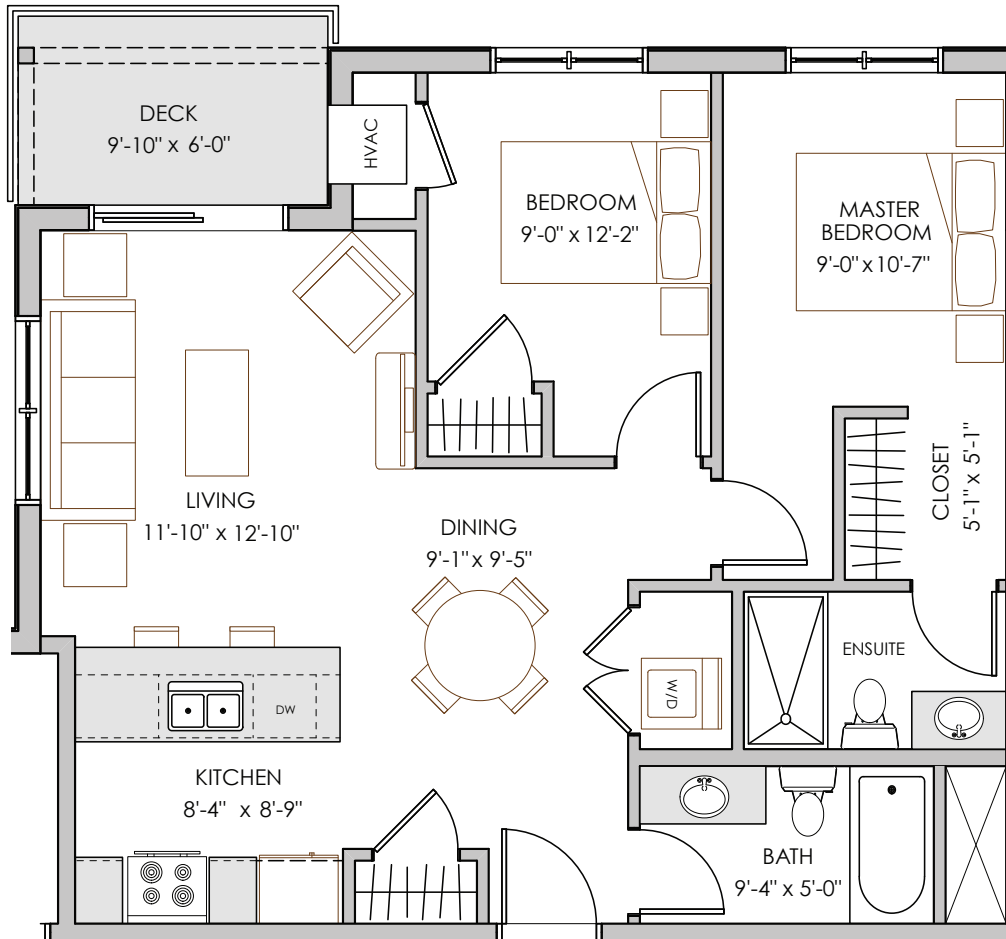 DECK
9'-10" x 6'-0"
HVAC
BEDROOM
9'-0" x 12'-2"
MASTER
BEDROOM
9'-0" x 10'-7"
LIVING
11'-10" x 12'-10"
DINING
9'-1" x 9'-5"
CLOSET
5'-1" x 5'-1"
ENSUITE
W/D
DW
KITCHEN
8'-4" x 8'-9"
BATH
9'-4" x 5'-0"